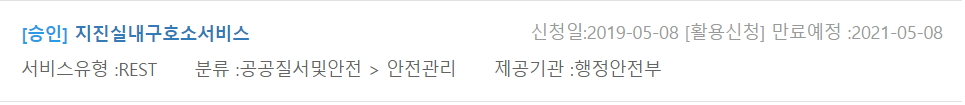 [승인] 지진실내구호소서비스 신청일:2019-05-08 [활용신청] 만료예정 :2021-05-08
서비스유형 :REST 분류 :공공질서및안전 > 안전관리 제공기관 :행정안전부